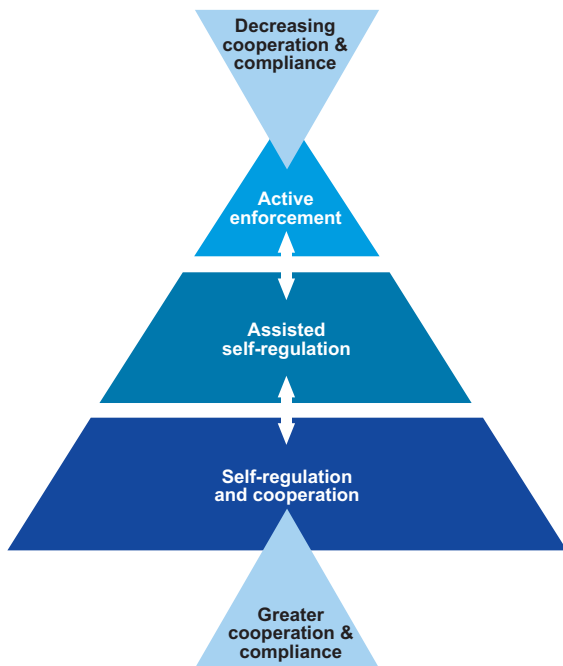 Decreasing
cooperation &
compliance
Active
enforcement
Assisted
self-regulation
Self-regulation
and cooperation
Greater
cooperation &
compliance